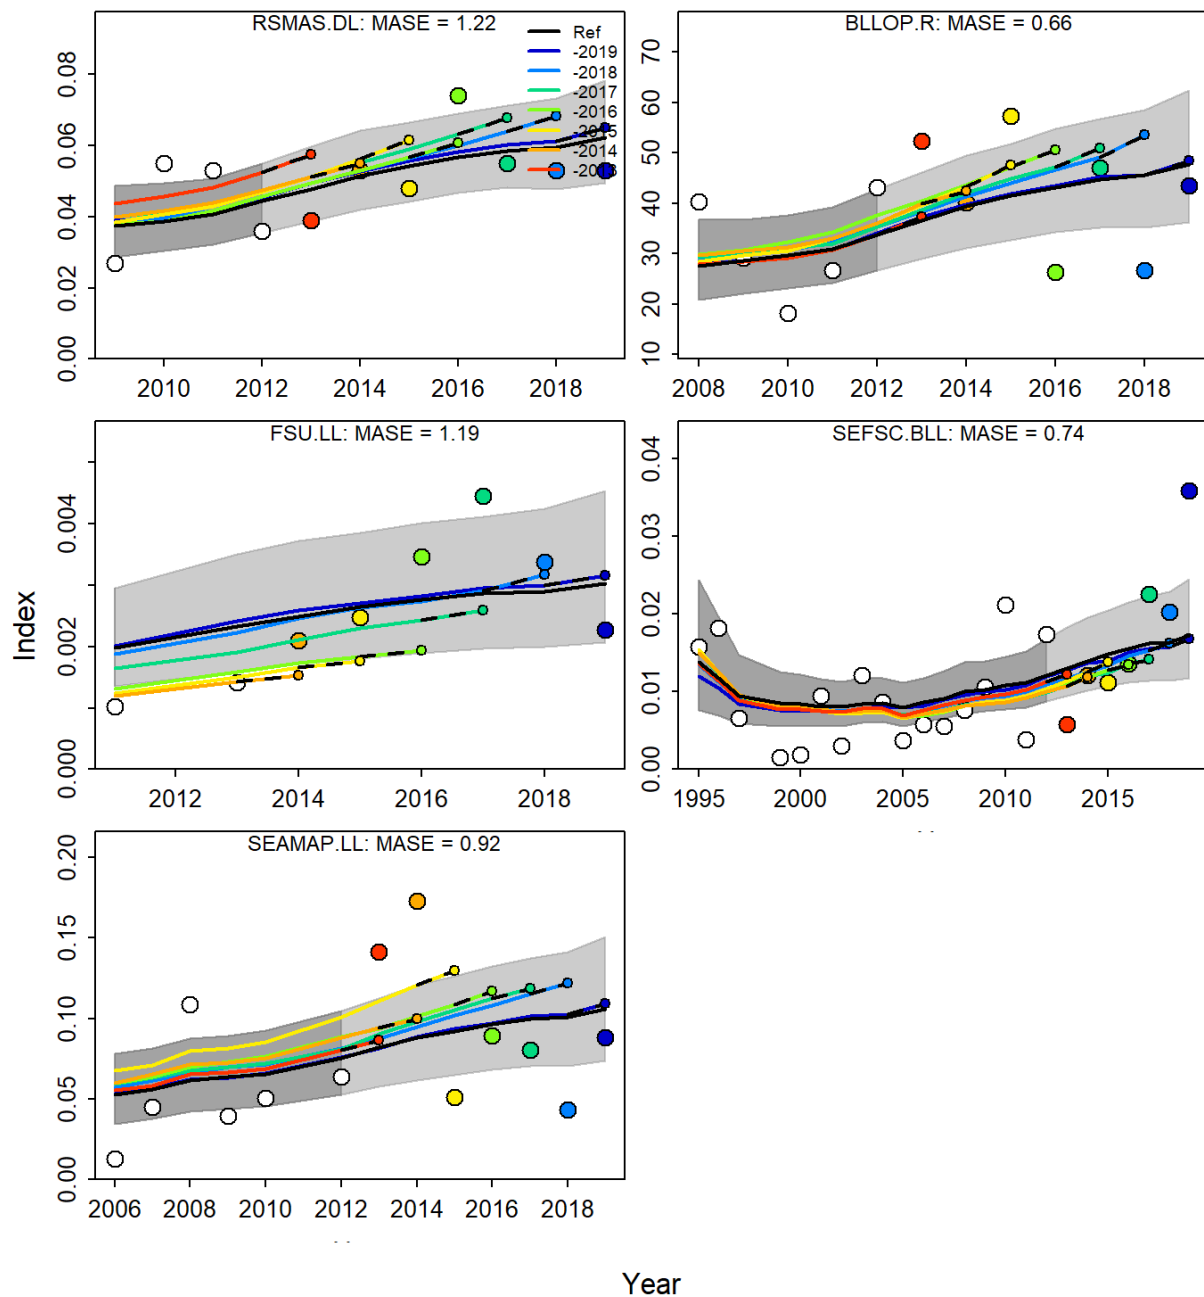 RSMAS.DL: MASE = 1.22
Ref
-2019
-2018
-2017
-2016
-2014
0.00 0.02 0.04 0.06 0.08
2010 2012 2014 2016 2018
BLLOP.R: MASE = 0.66
10 20 30 40 50 60 70
2008 2010 2012 2014 2016 2018
FSU.LL: MASE = 1.19
0.000 0.002 0.004
2012 2014 2016 2018
SEFSC.BLL: MASE = 0.74
0.00 0.01 0.02 0.03 0.04
1995 2000 2005 2010 2015
SEAMAP.LL: MASE = 0.92
0.00 0.05 0.10 0.15 0.20
2006 2008 2010 2012 2014 2016 2018
Index
Year